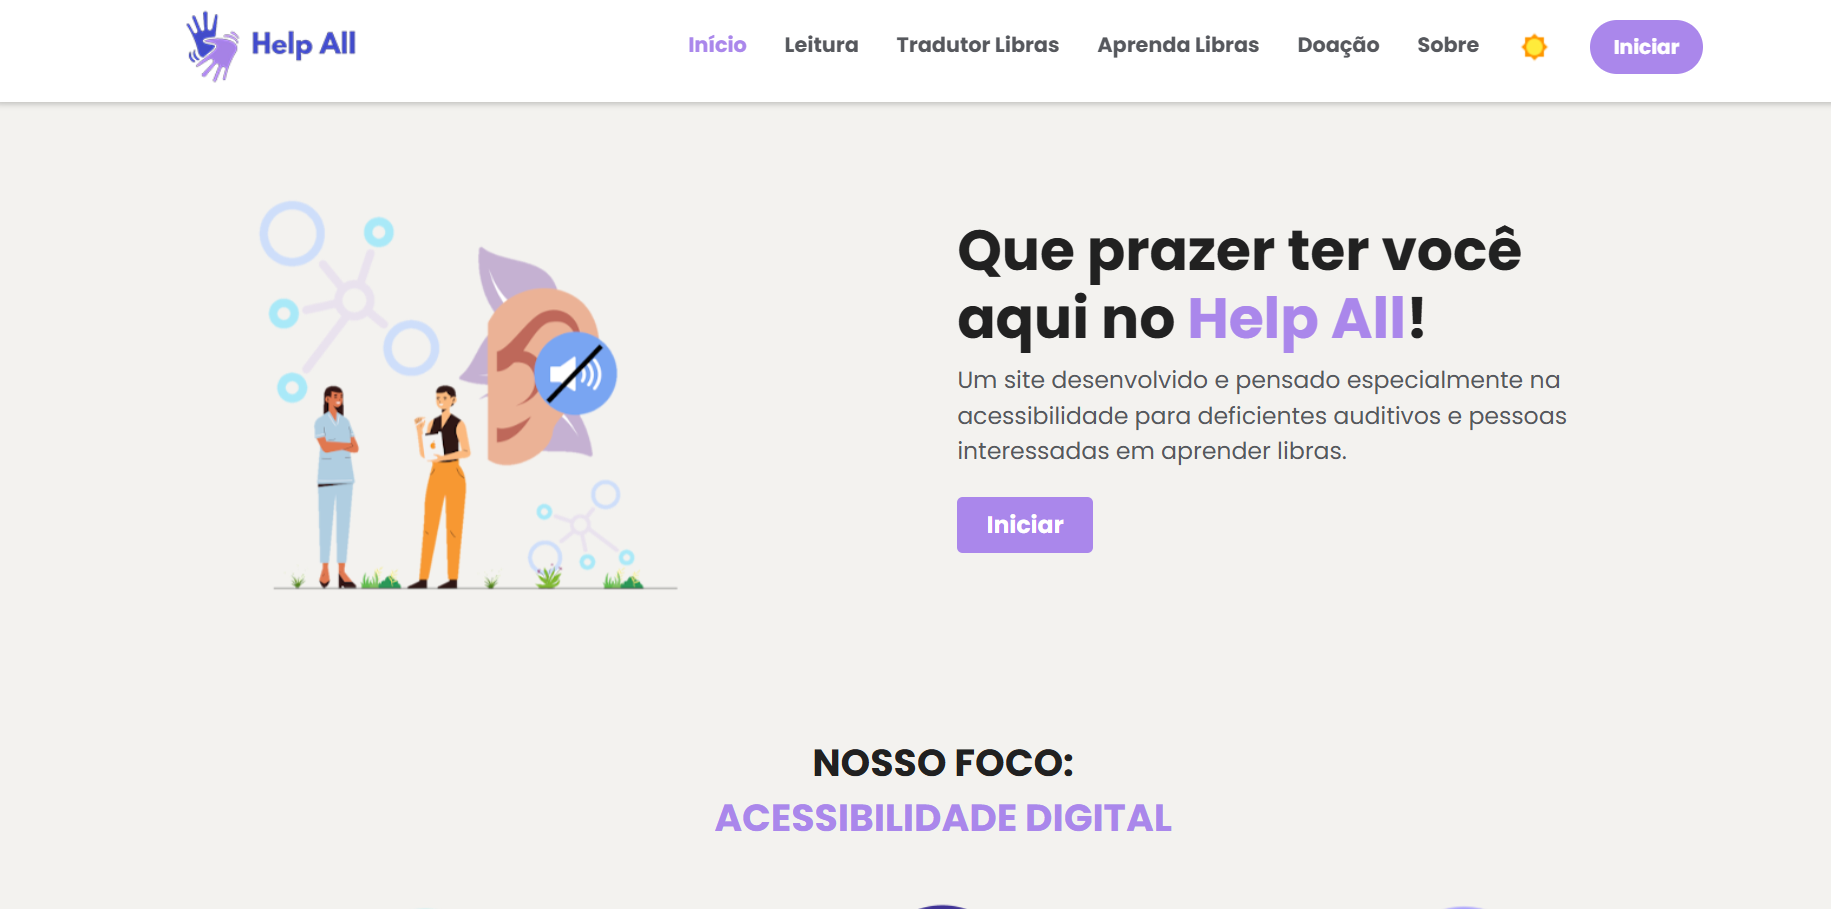 Help All
Início Leitura Tradutor Libras Aprenda Libras Doação Sobre Iniciar
Que prazer ter você
aqui no Help All!
Um site desenvolvido e pensado especialmente na
acessibilidade para deficientes auditivos e pessoas
interessadas em aprender libras.
Iniciar
NOSSO FOCO:
ACESSIBILIDADE DIGITAL